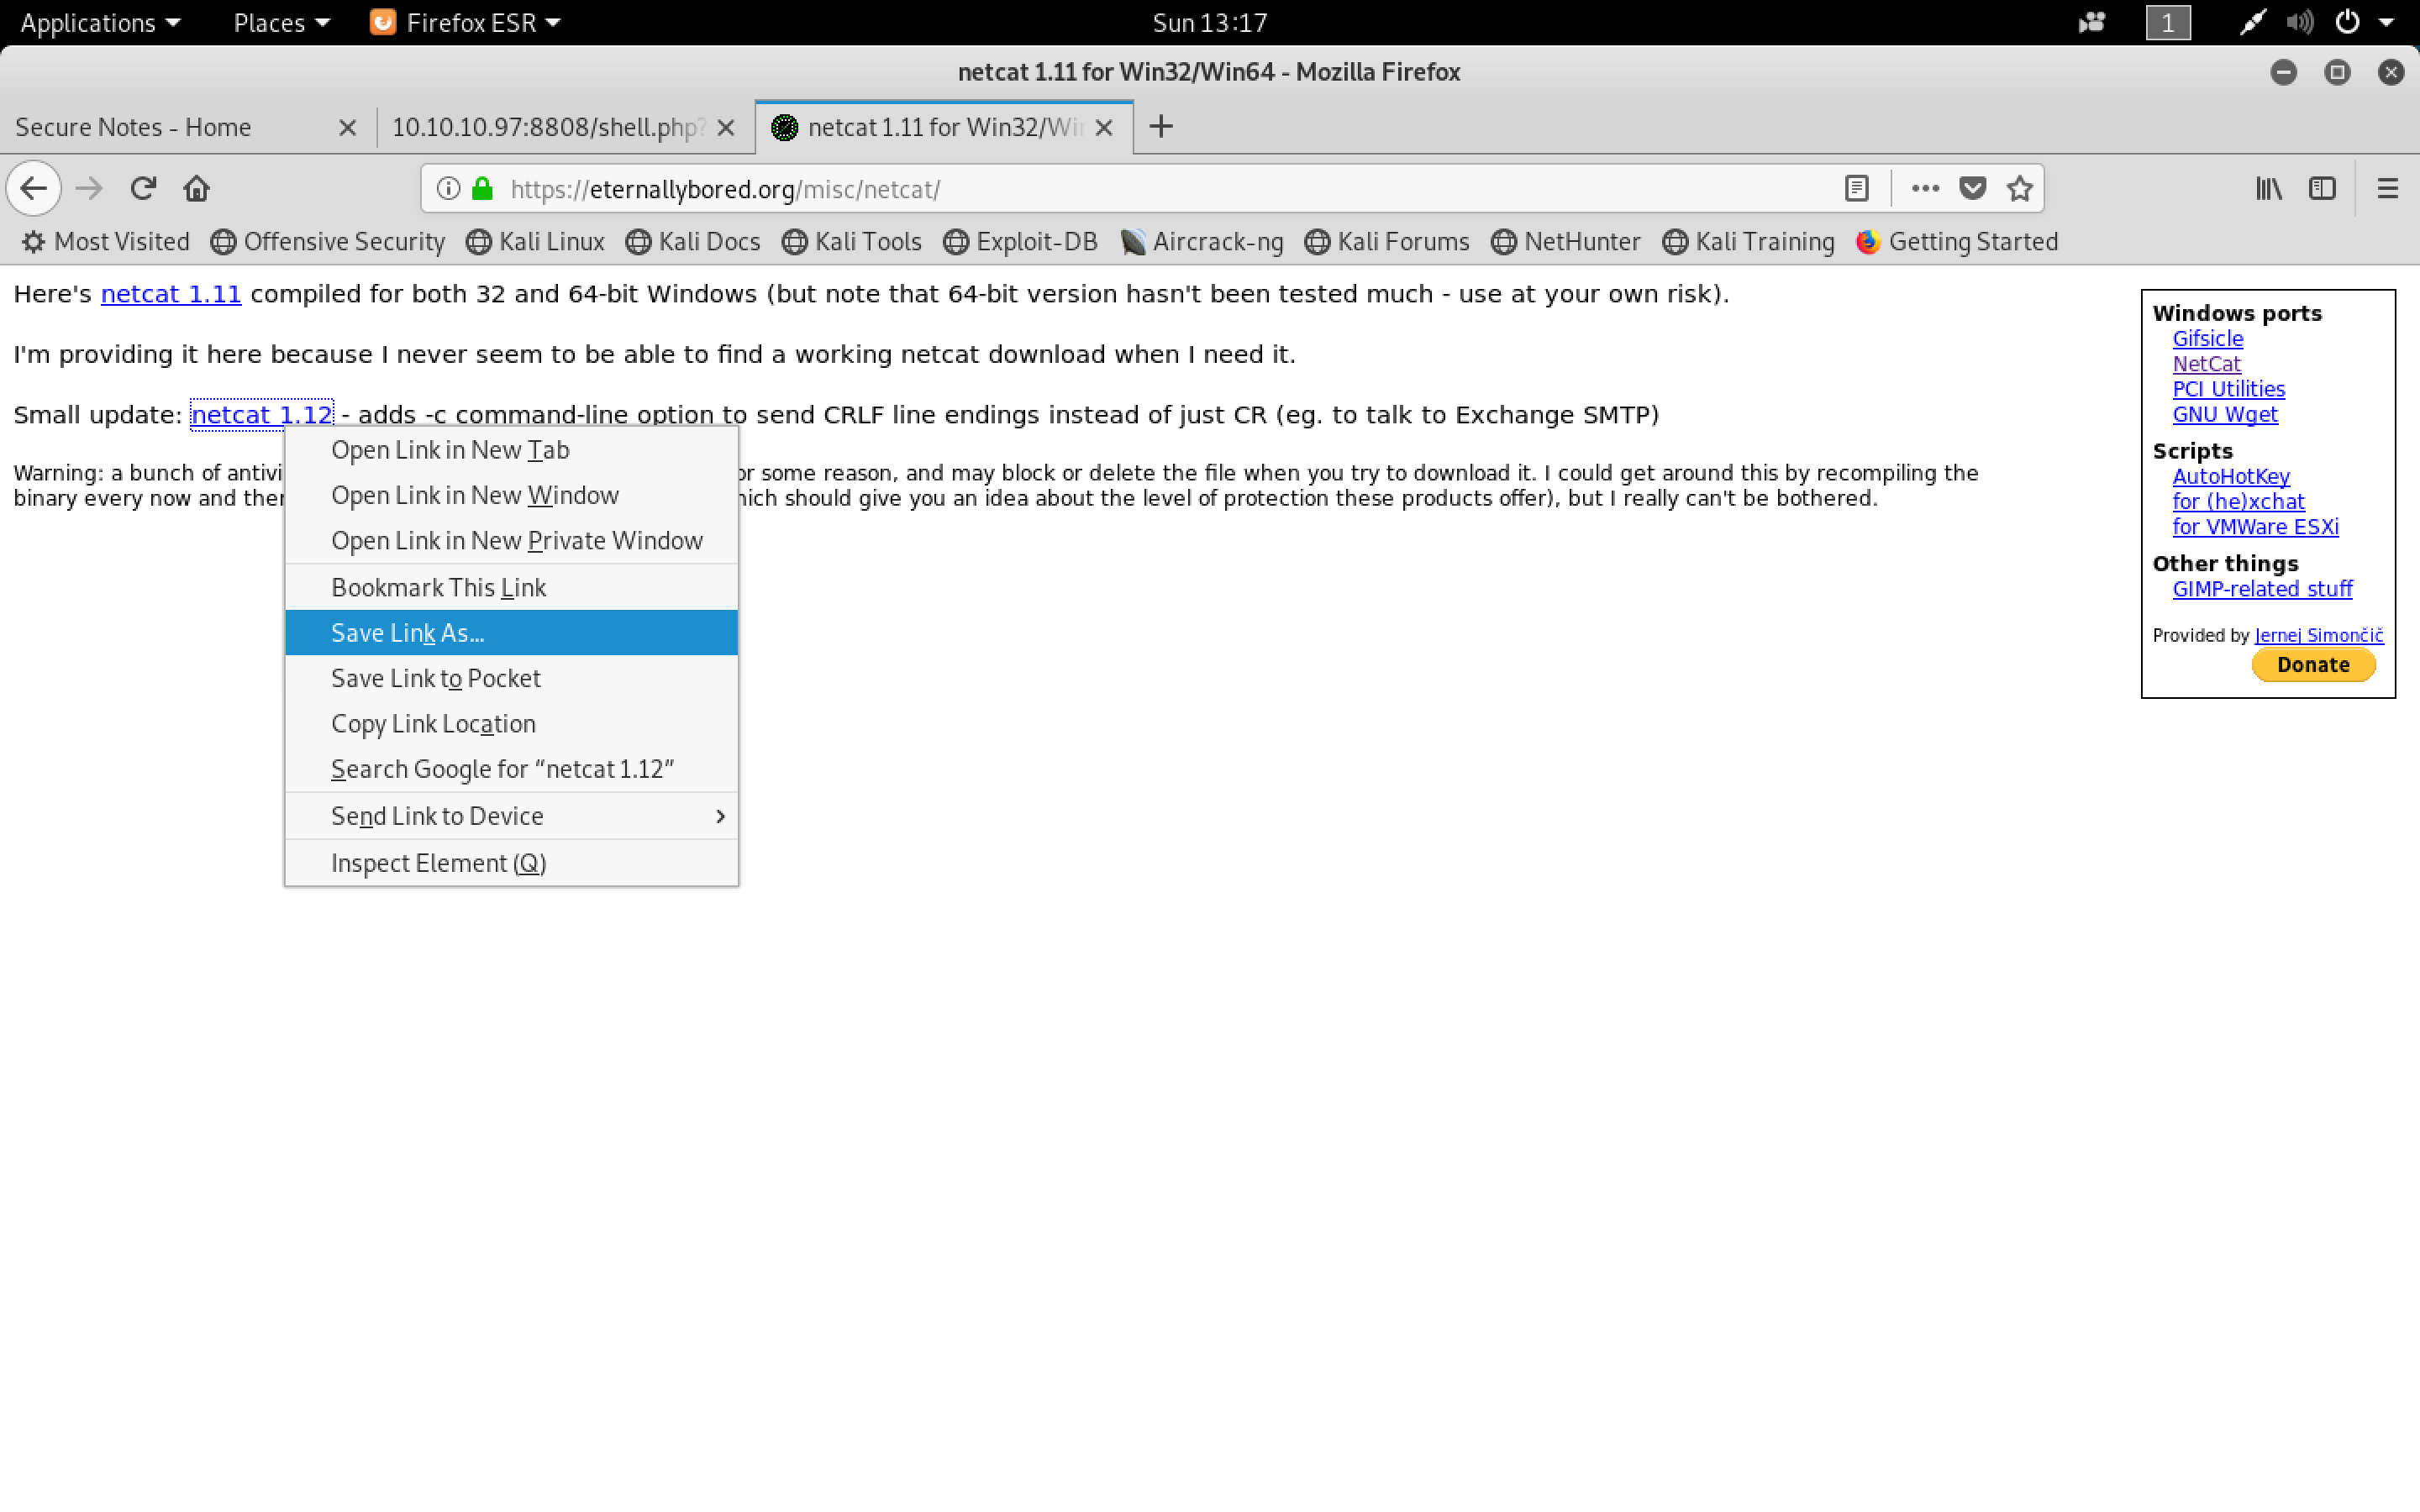 Applications Places Firefox ESR Sun 13:17 1
netcat 1.11 for Win32/Win64 - Mozilla Firefox
Secure Notes - Home 10.10.10.97:8808/shell.php? netcat 1.11 for Win32/Wi
https://eternallybored.org/misc/netcat/
Most Visited Offensive Security Kali Linux Kali Docs Kali Tools Exploit-DB Aircrack-ng Kali Forums NetHunter Kali Training Getting Started
Here's netcat 1.11 compiled for both 32 and 64-bit Windows (but note that 64-bit version hasn't been tested much - use at your own risk).
I'm providing it here because I never seem to be able to find a working netcat download when I need it.
Small update: netcat 1.12 - adds -c command-line option to send CRLF line endings instead of just CR (eg. to talk to Exchange SMTP)
Warning: a bunch of antivi or some reason, and may block or delete the file when you try to download it. I could get around this by recompiling the
binary every now and then hich should give you an idea about the level of protection these products offer), but I really can't be bothered.
Open Link in New Tab
Open Link in New Window
Open Link in New Private Window
Bookmark This Link
Save Link As...
Save Link to Pocket
Copy Link Location
Search Google for “netcat 1.12”
Send Link to Device
Inspect Element (Q)
Windows ports
Gifsicle
NetCat
PCI Utilities
GNU Wget
Scripts
AutoHotKey
for (he)xchat
for VMWare ESXi
Other things
GIMP-related stuff
Provided by Jernej Simončič
Donate